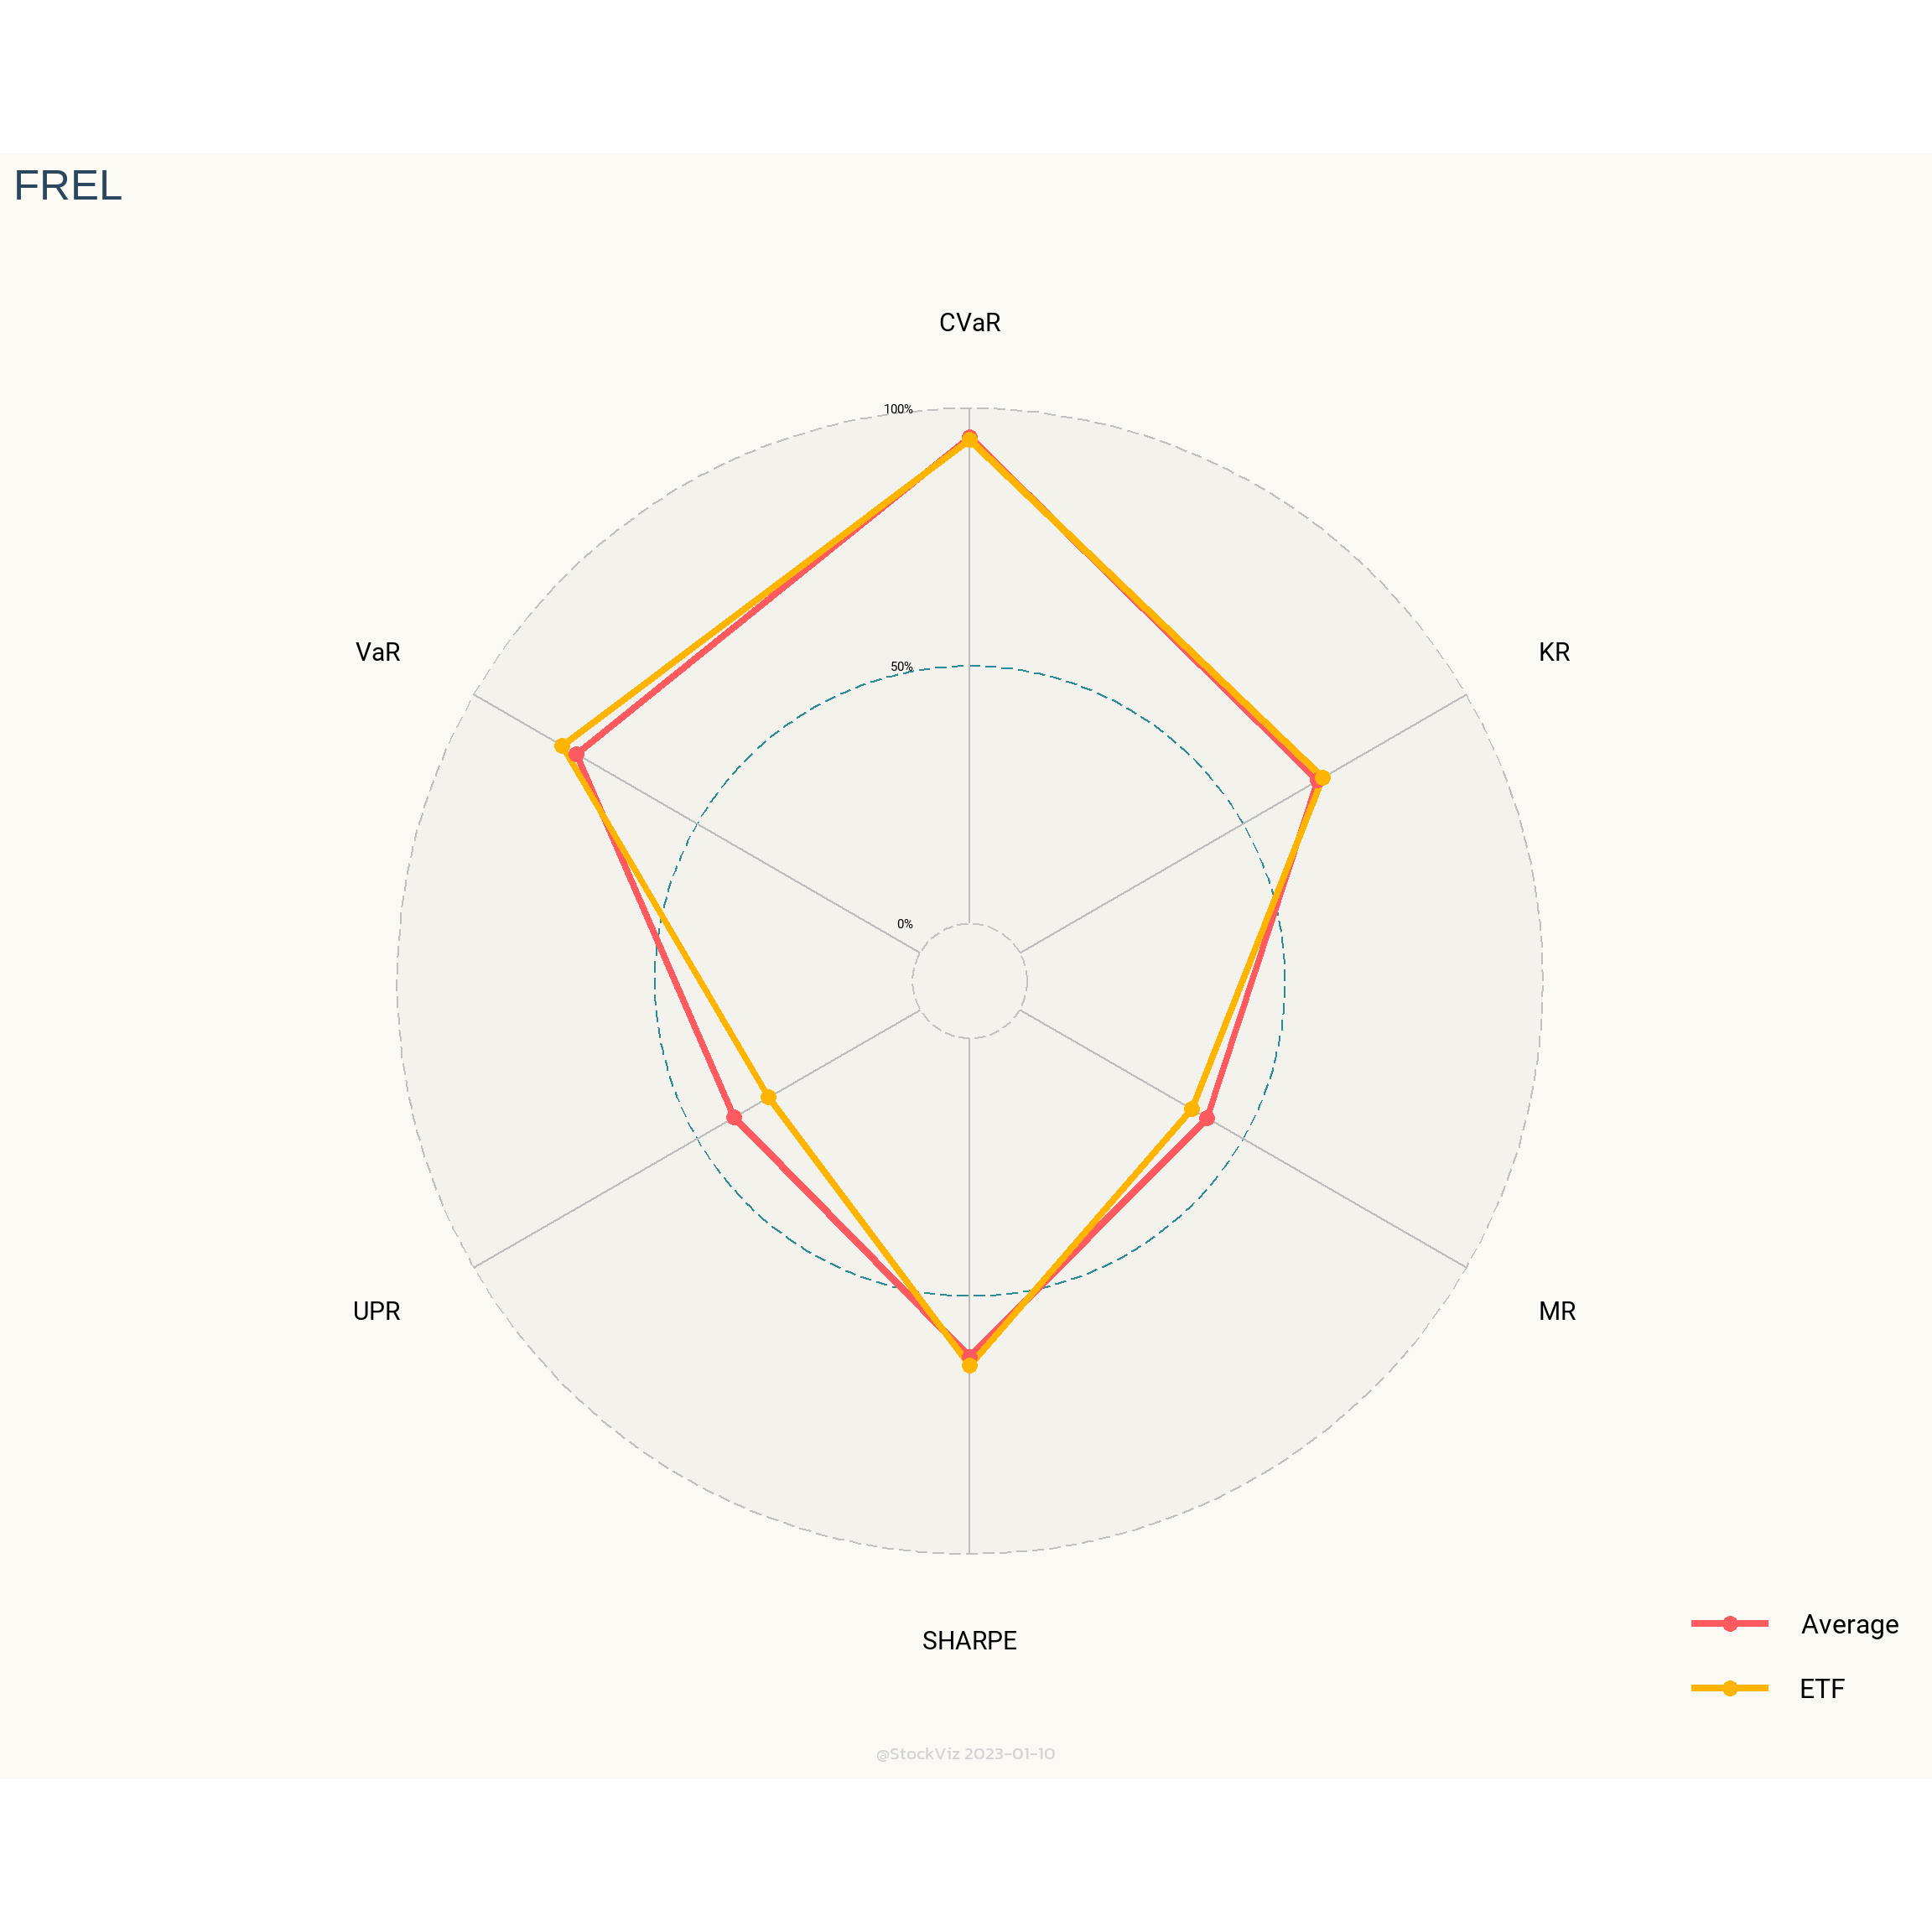 FREL
CVaR
100%
VaR
KR
50%
0%
UPR
MR
SHARPE
Average
ETF
@StockViz 2023-01-10